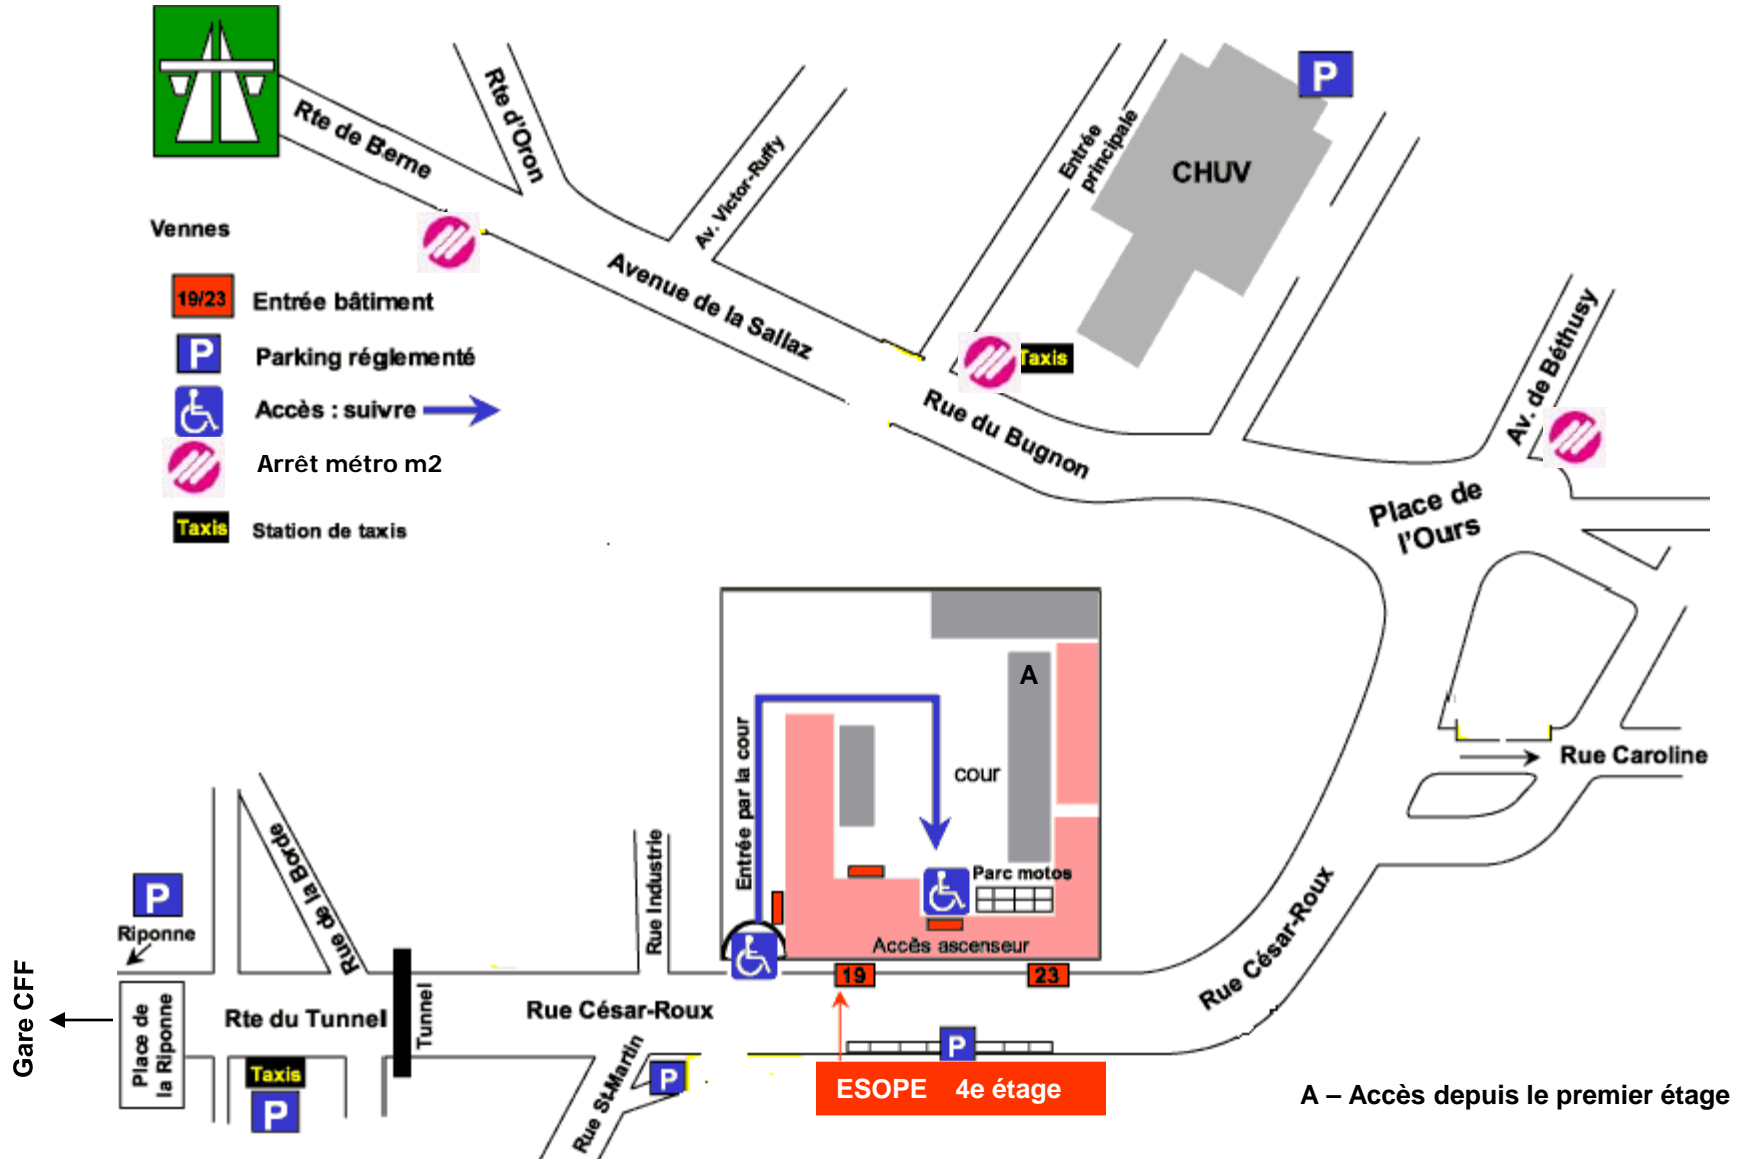 Rte de Berne
Rte d'Oron
Av. Victor-Ruffy
Entrée
principale
CHUV
P
Vennes
19/23 Entrée bâtiment
P Parking réglementé
Accès : suivre
Arrêt métro m2
Taxis Station de taxis
Avenue de la Sallaz
Taxis
Rue du Bugnon
Av. de Béthusy
Place de
l'Ours
Rue Caroline
A
Entrée par la cour
cour
Parc motos
Accès ascenseur
19
23
Rue de la Borde
Rue Industrie
P
Riponne
Gare CFF
Place de
la Riponne
Rte du Tunnel
Tunnel
Rue César-Roux
Rue César-Roux
Taxis
P
Rue St-Martin
P
P
ESOPE 4e étage
A – Accès depuis le premier étage